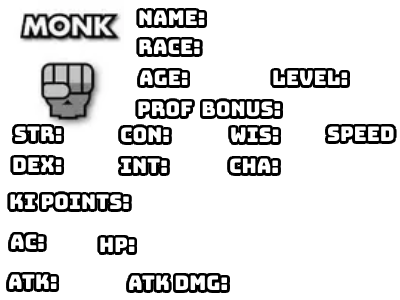 MONK
NAME:
RACE:
AGE: LEVEL:
PROF BONUS:
STR: CON: WIS: SPEED
DEX: INT: CHA:
KI POINTS:
AC: HP:
ATK: ATK DMG: